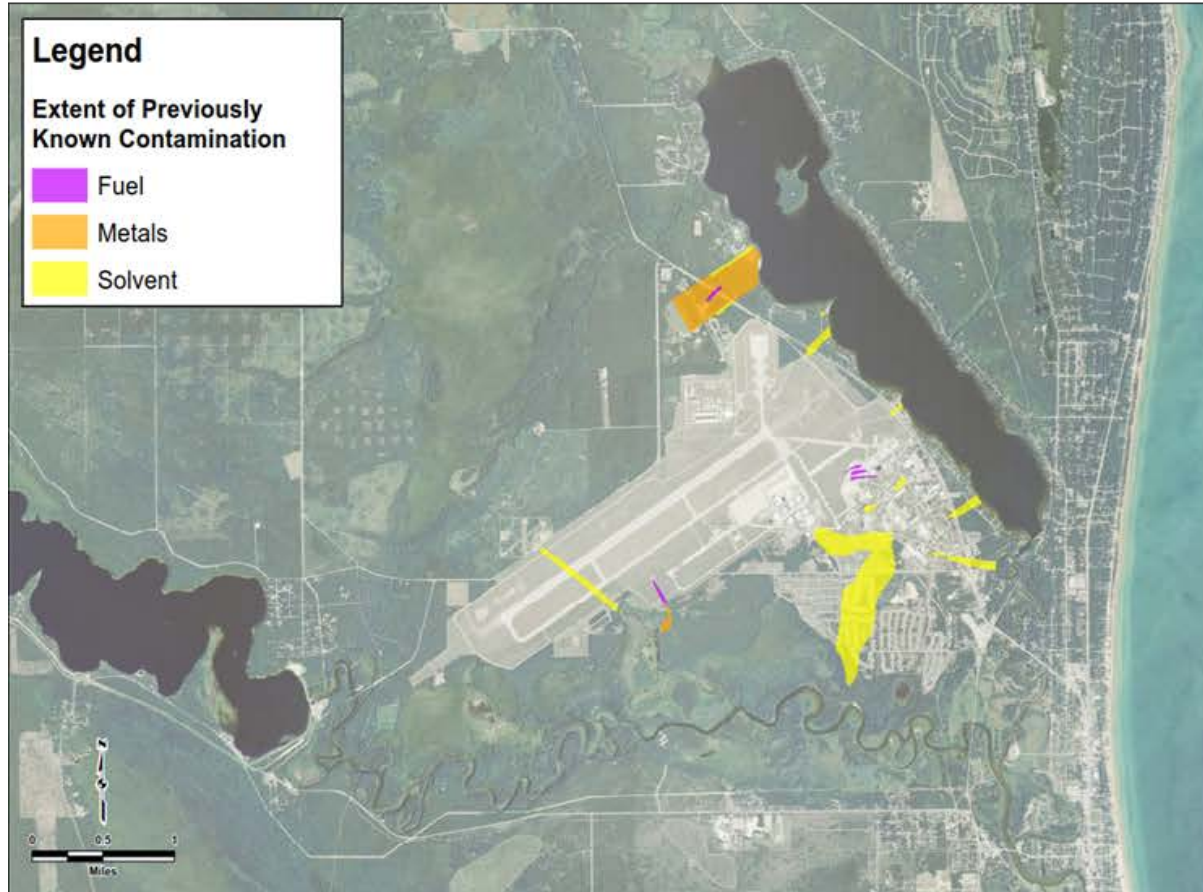 Legend
Extent of Previously
Known Contamination
Fuel
Metals
Solvent
N
0 0.5 1
Miles